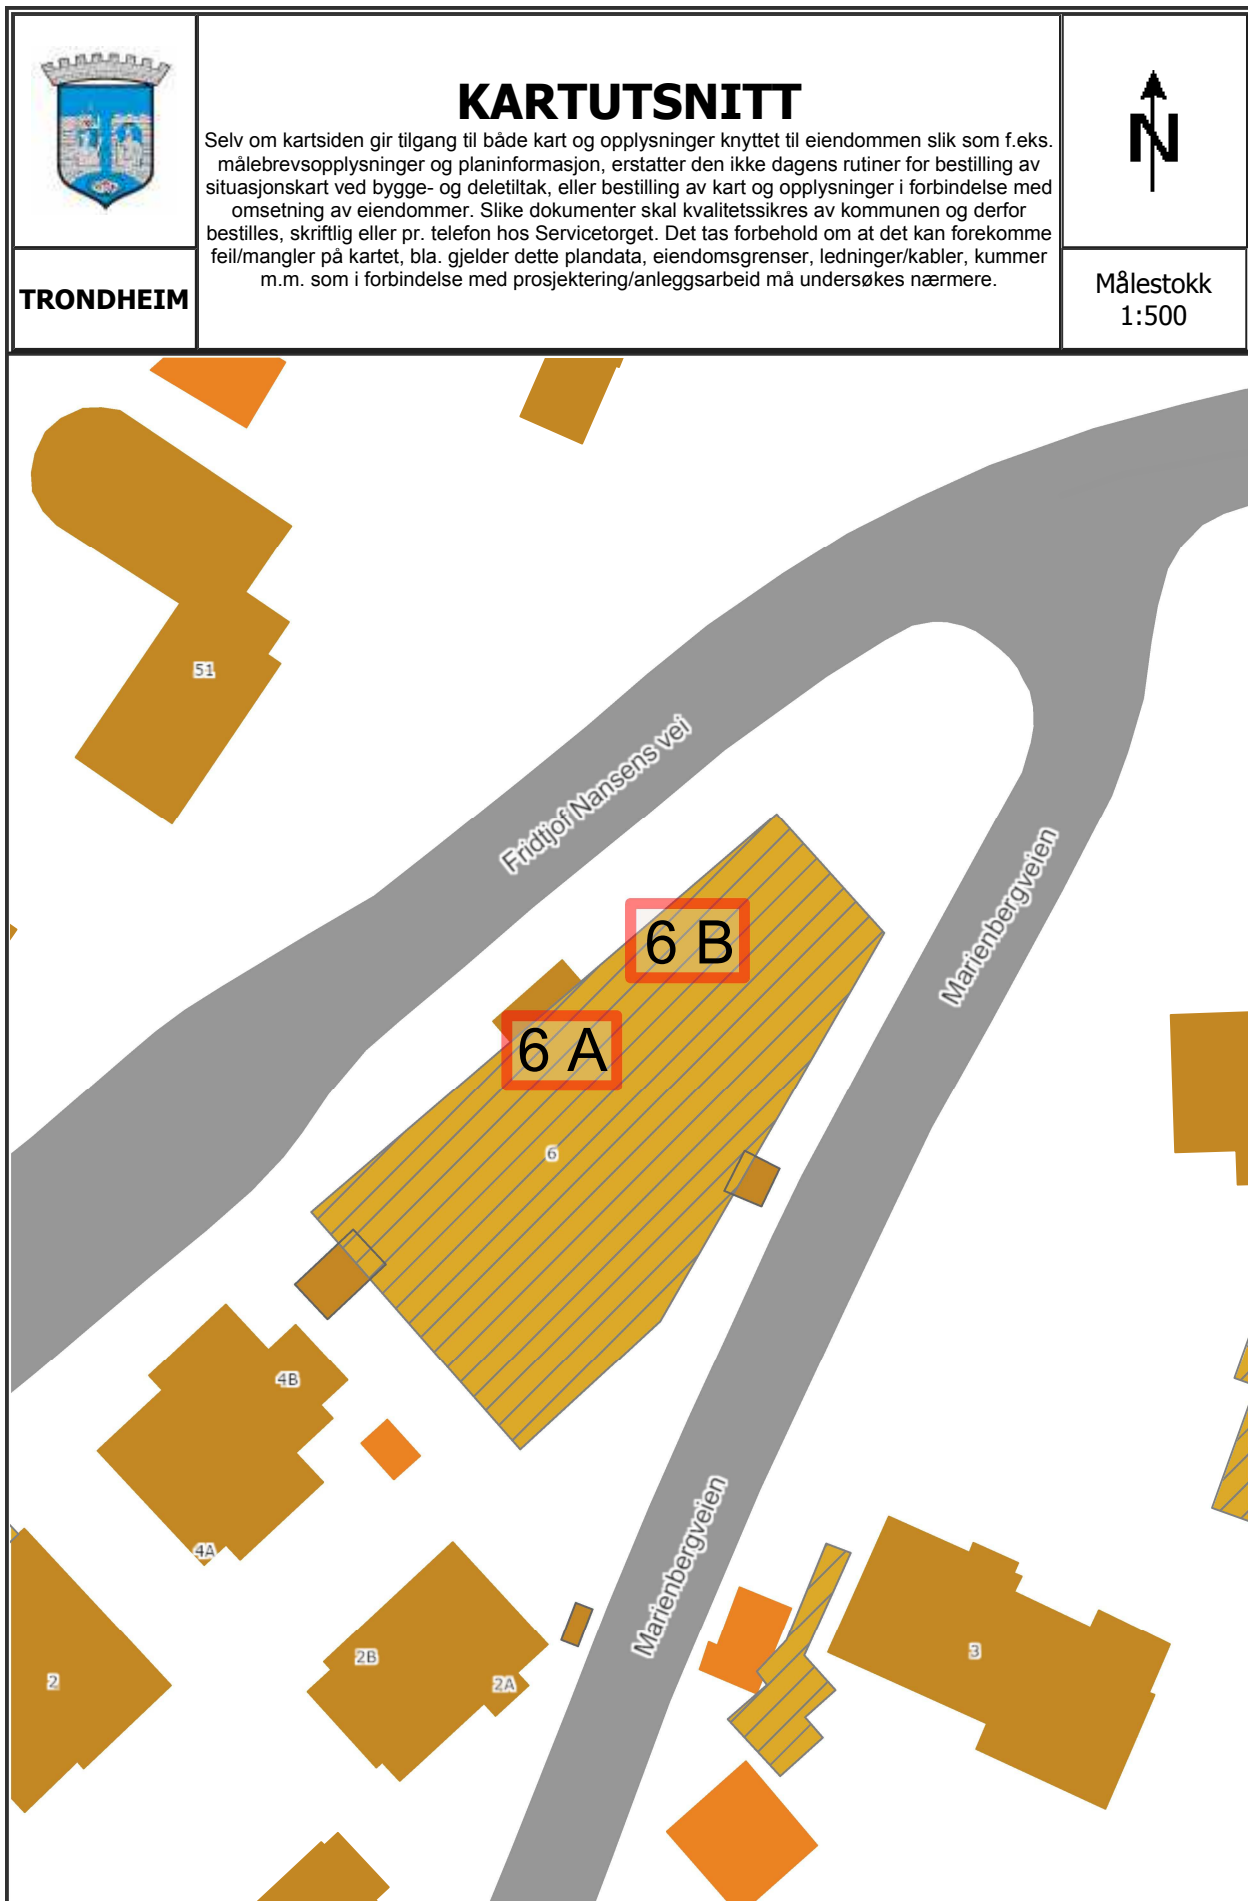 KARTUTSNITT
Selv om kartsiden gir tilgang til både kart og opplysninger knyttet til eiendommen slik som f.eks.
målebrevsopplysninger og planinformasjon, erstatter den ikke dagens rutiner for bestilling av
situasjonskart ved bygge- og deletiltak, eller bestilling av kart og opplysninger i forbindelse med
omsetning av eiendommer. Slike dokumenter skal kvalitetssikres av kommunen og derfor
bestilles, skriftlig eller pr. telefon hos Servicetorget. Det tas forbehold om at det kan forekomme
feil/mangler på kartet, bla. gjelder dette plandata, eiendomsgrenser, ledninger/kabler, kummer
m.m. som i forbindelse med prosjektering/anleggsarbeid må undersøkes nærmere.
N
TRONDHEIM
Målestokk
1:500
51
Fridtjof Nansens vei
Marienbergveien
6 B
6 A
6
4B
4A
Marienbergveien
2B
2A
2
3